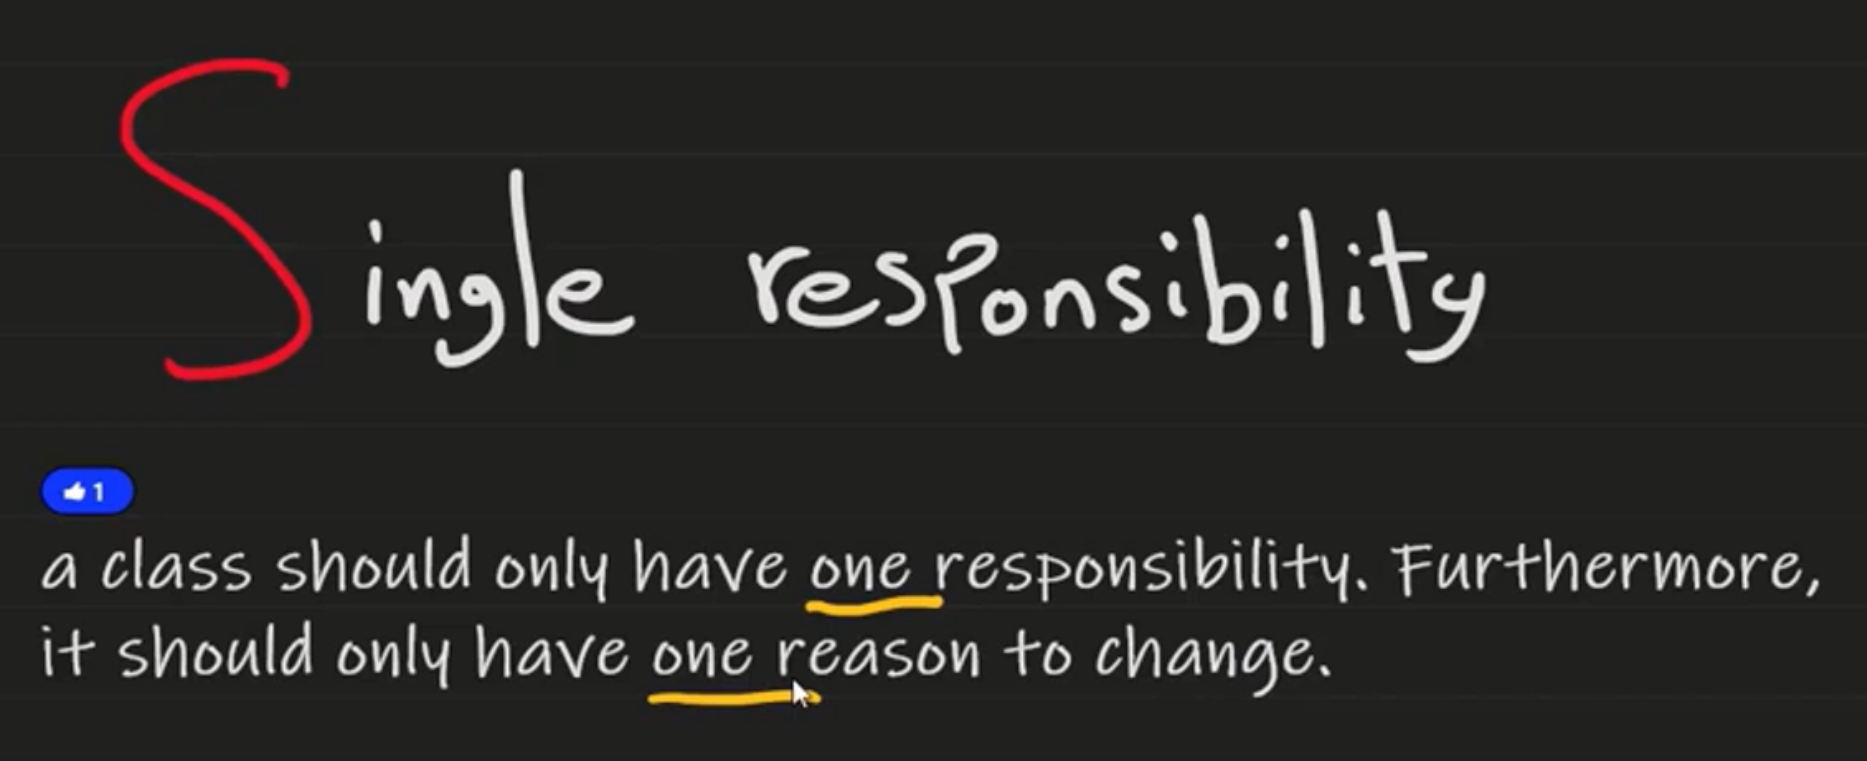 Single responsibility
1
a class should only have one responsibility. Furthermore,
it should only have one reason to change.